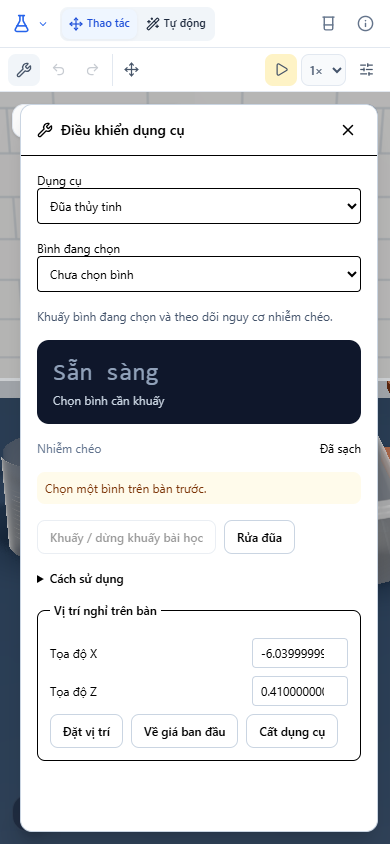 Thao tác
Tự động
1×
Điều khiển dụng cụ
Dụng cụ
Đũa thủy tinh
Bình đang chọn
Chưa chọn bình
Khuấy bình đang chọn và theo dõi nguy cơ nhiễm chéo.
Sẵn sàng
Chọn bình cần khuấy
Nhiễm chéo
Đã sạch
Chọn một bình trên bàn trước.
Khuấy / dừng khuấy bài học
Rửa đũa
Cách sử dụng
Vị trí nghỉ trên bàn
Tọa độ X
-6.03999999
Tọa độ Z
0.410000000
Đặt vị trí
Về giá ban đầu
Cất dụng cụ